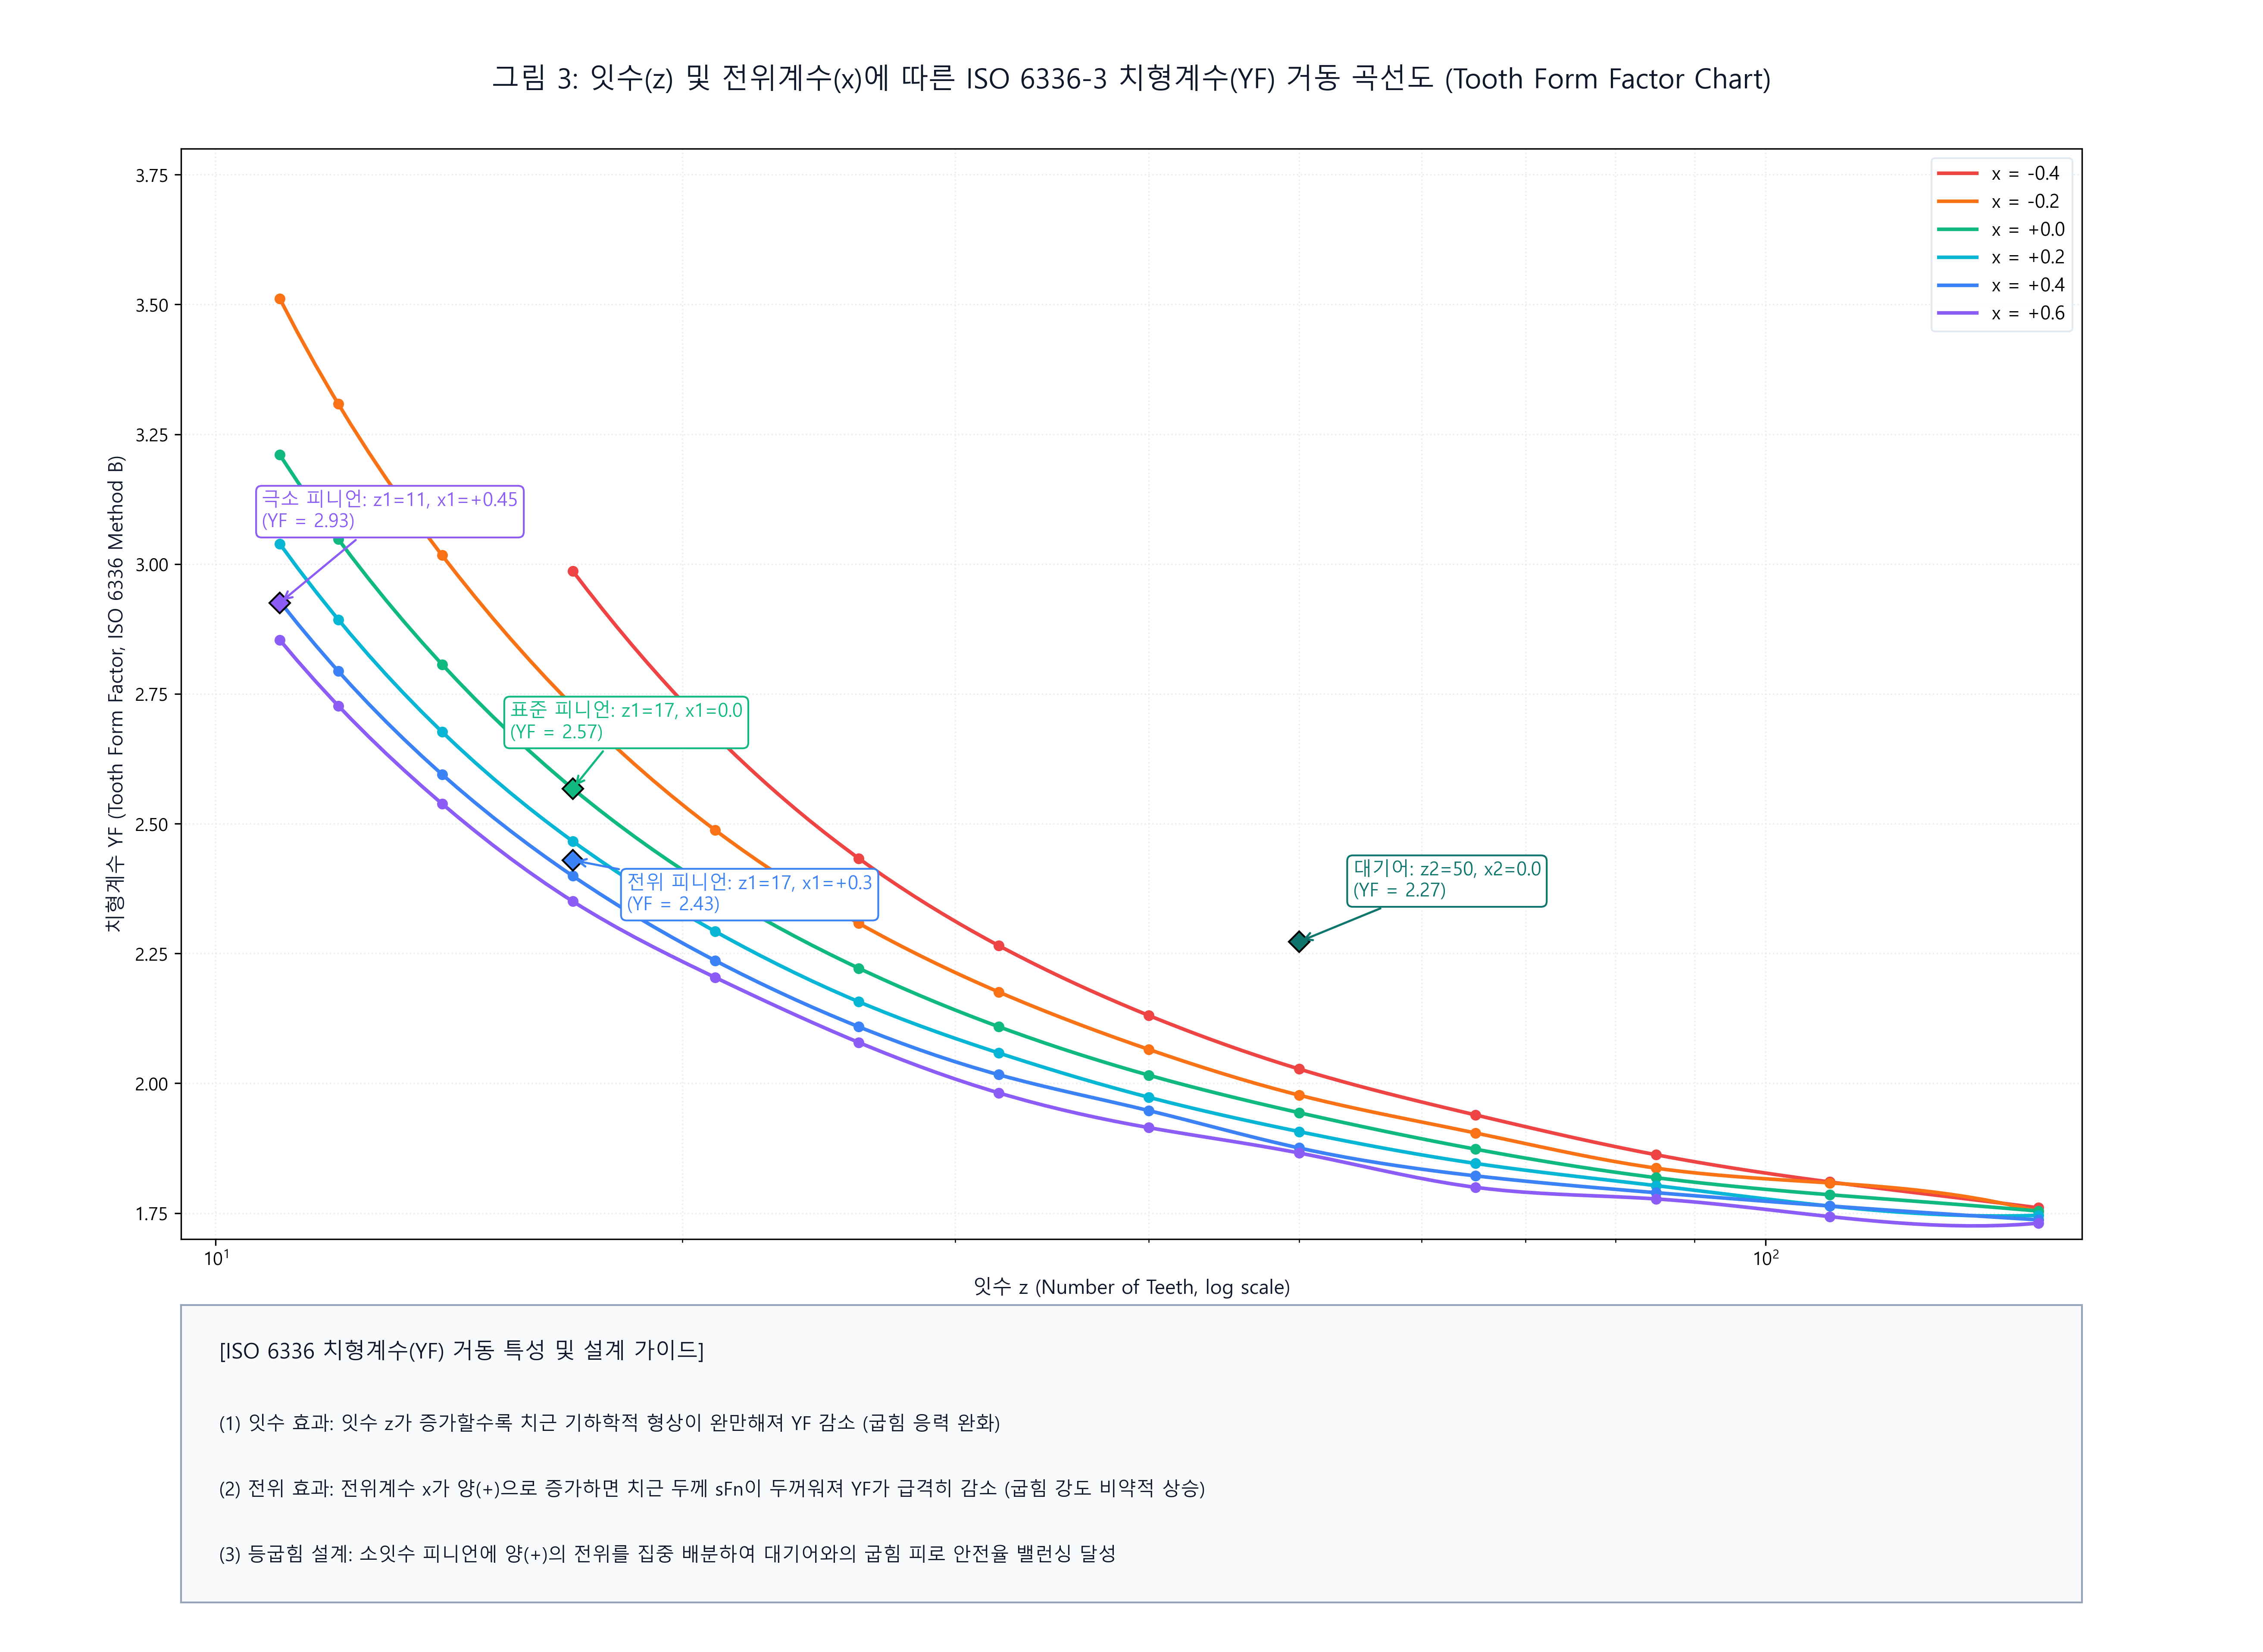 그림 3: 잇수(z) 및 전위계수(x)에 따른 ISO 6336-3 치형계수(YF) 거동 곡선도 (Tooth Form Factor Chart)
치형계수 YF (Tooth Form Factor, ISO 6336 Method B)
3.75
3.50
3.25
3.00
2.75
2.50
2.25
2.00
1.75
x = -0.4
x = -0.2
x = +0.0
x = +0.2
x = +0.4
x = +0.6
극소 피니언: z1=11, x1=+0.45
(YF = 2.93)
표준 피니언: z1=17, x1=0.0
(YF = 2.57)
전위 피니언: z1=17, x1=+0.3
(YF = 2.43)
대기어: z2=50, x2=0.0
(YF = 2.27)
10¹
10²
잇수 z (Number of Teeth, log scale)
[ISO 6336 치형계수(YF) 거동 특성 및 설계 가이드]
(1) 잇수 효과: 잇수 z가 증가할수록 치근 기하학적 형상이 완만해져 YF 감소 (굽힘 응력 완화)
(2) 전위 효과: 전위계수 x가 양(+)으로 증가하면 치근 두께 sFn이 두꺼워져 YF가 급격히 감소 (굽힘 강도 비약적 상승)
(3) 등굽힘 설계: 소잇수 피니언에 양(+)의 전위를 집중 배분하여 대기어와의 굽힘 피로 안전율 밸런싱 달성